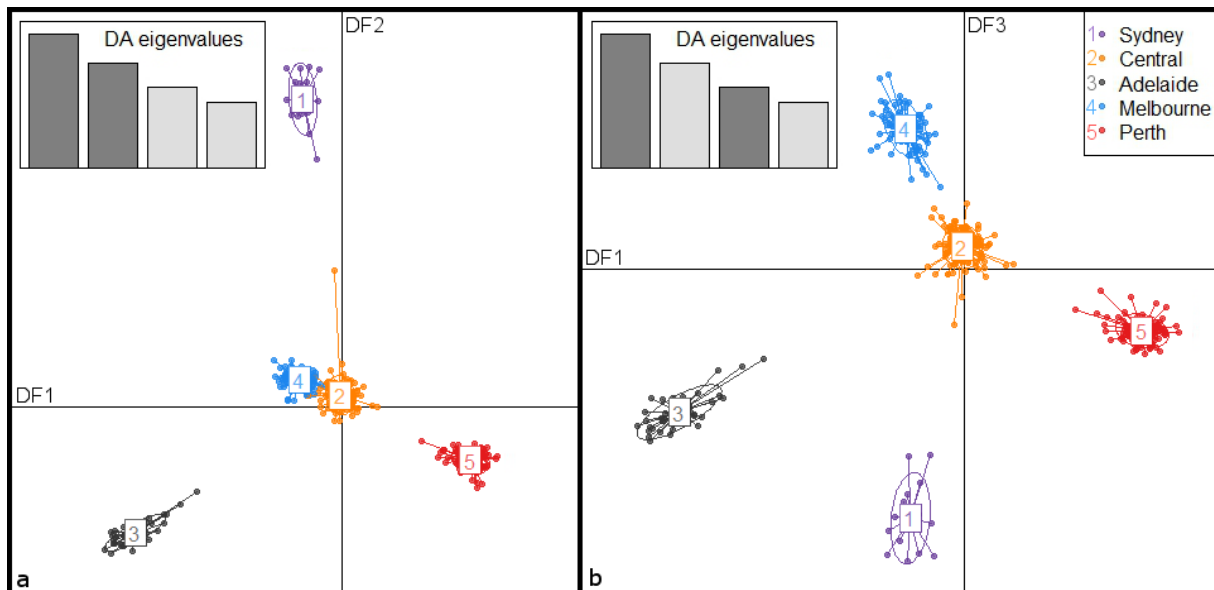 DA eigenvalues
DF2
1
4
2
DF1
5
3
a
DA eigenvalues
DF3
1 Sydney
2 Central
3 Adelaide
4 Melbourne
5 Perth
4
2
DF1
5
3
1
b